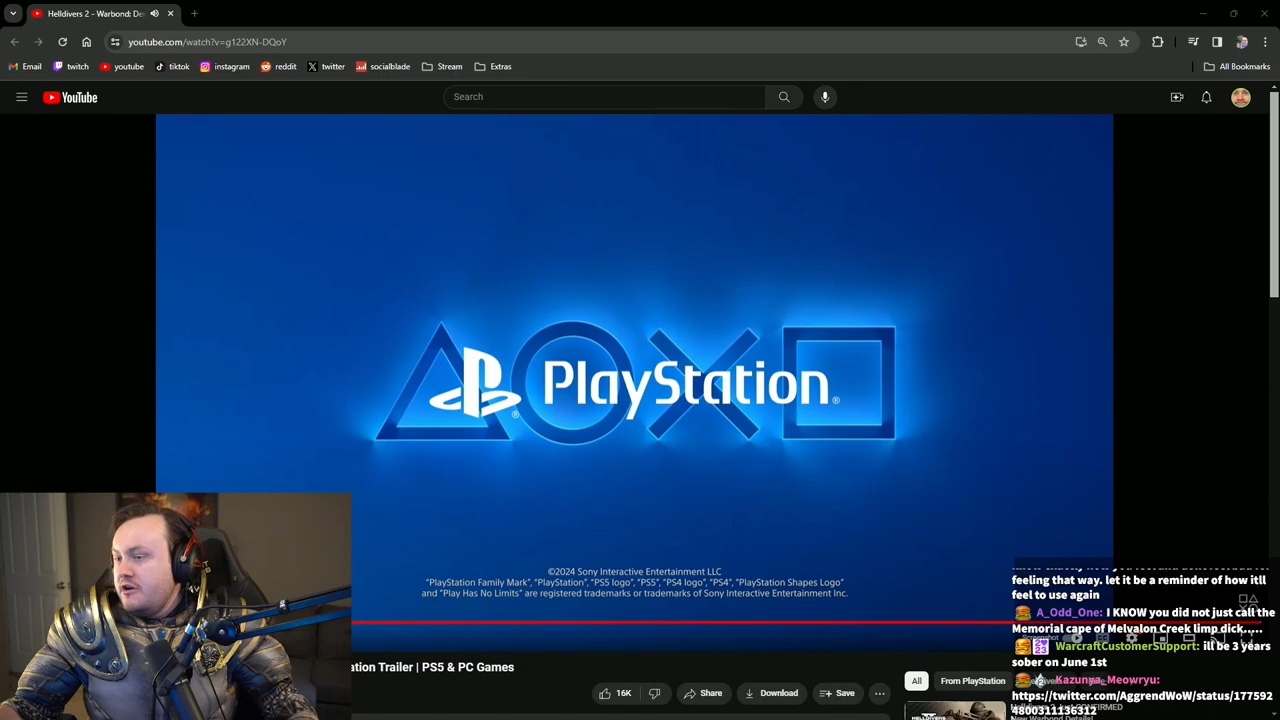 Helldivers 2 - Warbond: De
youtube.com/watch?v=g122XN-DQoY
Email
twitch
youtube
tiktok
instagram
reddit
twitter
socialblade
Stream
Extras
All Bookmarks
YouTube
Search
PlayStation®
©2024 Sony Interactive Entertainment LLC
"PlayStation Family Mark", "PlayStation", "PS5 logo", "PS5", "PS4 logo", "PS4", "PlayStation Shapes Logo"
and "Play Has No Limits" are registered trademarks or trademarks of Sony Interactive Entertainment Inc.
ation Trailer | PS5 & PC Games
16K
Share
Download
Save
All
From PlayStation
feeling that way. let it be a reminder of how itll
feel to use again
A_Odd_One: I KNOW you did not just call the
Memorial cape of Melvalon Creek limp dick.....
WarcraftCustomerSupport: ill be 3 years
sober on June 1st
Kazunya_Meowryu:
https://twitter.com/AggrendWoW/status/177592
4800311136312
New Warbond Details!